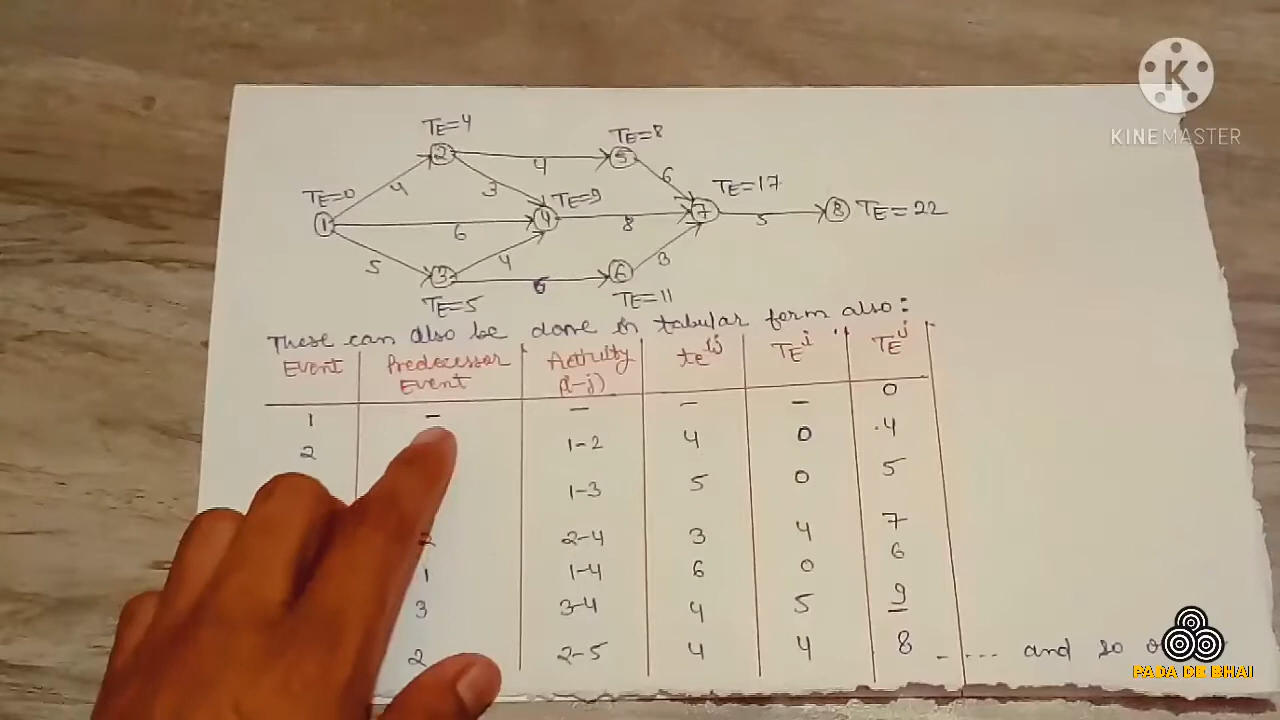 K
KINEMASTER
TE=4
TE=8
2 4 5
TE=0 4 3 TE=9 6 TE=17
1 6 4 8 7 5 8 TE=22
5 4 3
3 6 6
TE=5 TE=11
These can also be done in tabular form also:
Event Predecessor Event Activity (i-j) te^ij TE^i TE^j
1 - - - - 0
2 1-2 4 0 4
1-3 5 0 5
2 2-4 3 4 7
1 1-4 6 0 6
3 3-4 4 5 9
2 2-5 4 4 8 - .... and so o
PADA DE BHAI